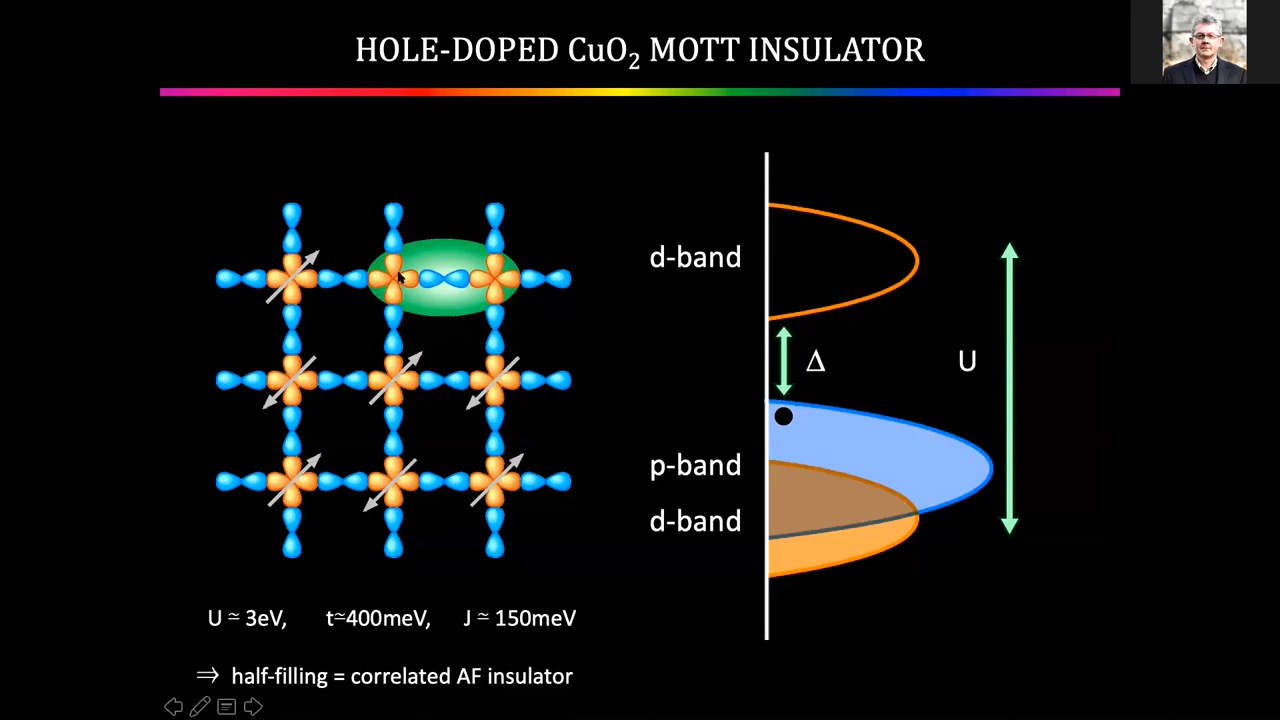 HOLE-DOPED CuO₂ MOTT INSULATOR
d-band
Δ
U
p-band
d-band
U ≃ 3eV, t≃400meV, J ≃ 150meV
⇒ half-filling = correlated AF insulator